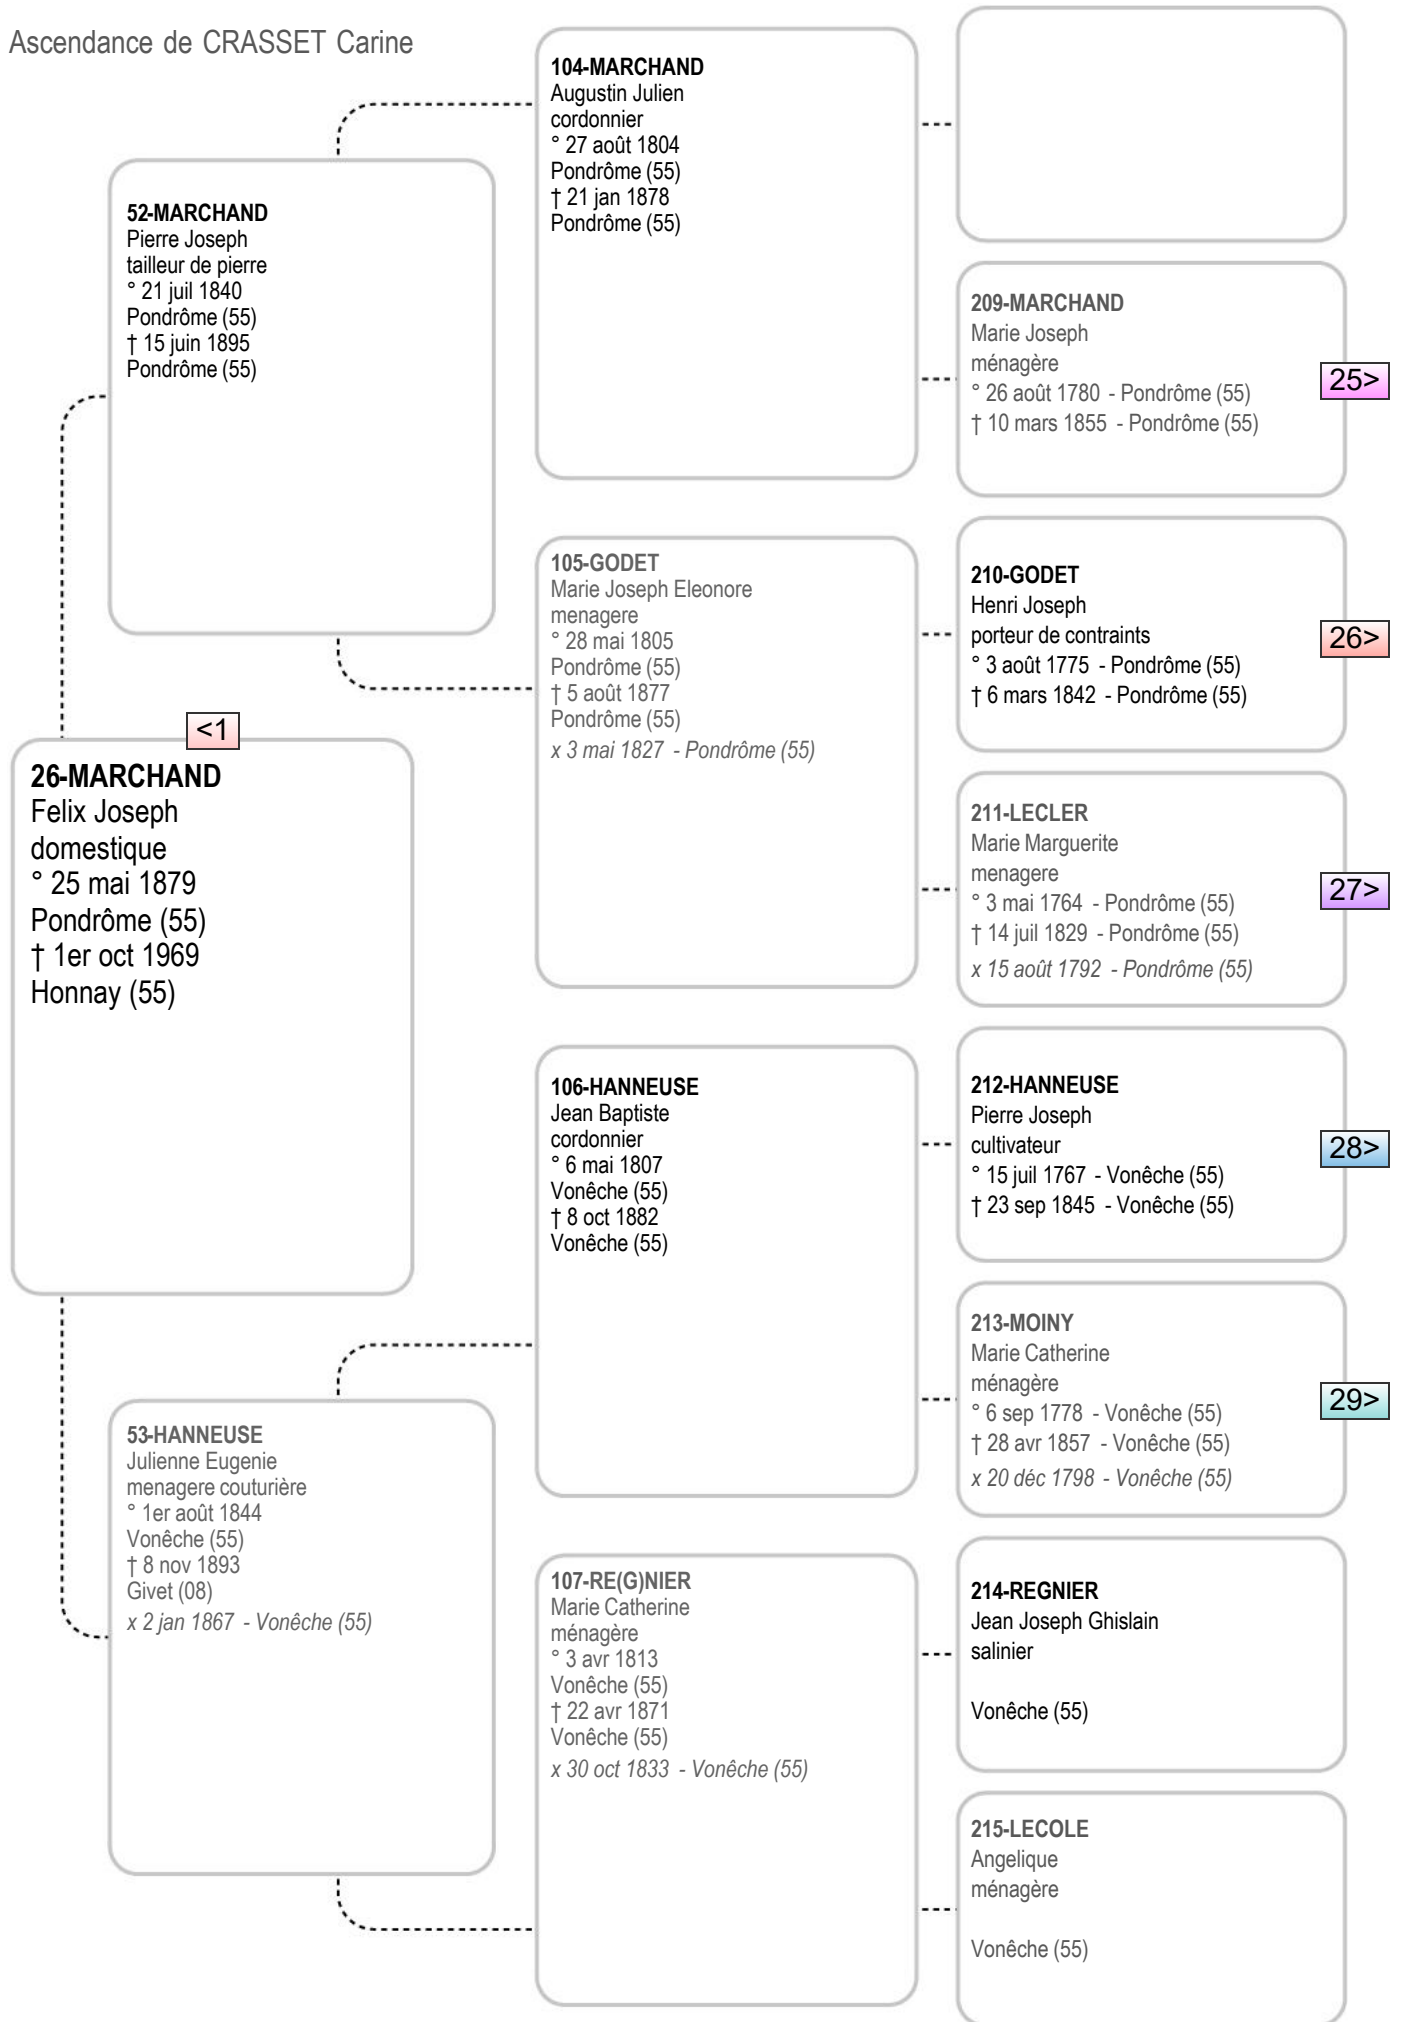 Ascendance de CRASSET Carine
104-MARCHAND
Augustin Julien
cordonnier
° 27 août 1804
Pondrôme (55)
† 21 jan 1878
Pondrôme (55)
52-MARCHAND
Pierre Joseph
tailleur de pierre
° 21 juil 1840
Pondrôme (55)
† 15 juin 1895
Pondrôme (55)
209-MARCHAND
Marie Joseph
ménagère
° 26 août 1780 - Pondrôme (55)
† 10 mars 1855 - Pondrôme (55)
25>
105-GODET
Marie Joseph Eleonore
menagere
° 28 mai 1805
Pondrôme (55)
† 5 août 1877
Pondrôme (55)
x 3 mai 1827 - Pondrôme (55)
210-GODET
Henri Joseph
porteur de contraints
° 3 août 1775 - Pondrôme (55)
† 6 mars 1842 - Pondrôme (55)
26>
<1
26-MARCHAND
Felix Joseph
domestique
° 25 mai 1879
Pondrôme (55)
† 1er oct 1969
Honnay (55)
211-LECLER
Marie Marguerite
menagere
° 3 mai 1764 - Pondrôme (55)
† 14 juil 1829 - Pondrôme (55)
x 15 août 1792 - Pondrôme (55)
27>
106-HANNEUSE
Jean Baptiste
cordonnier
° 6 mai 1807
Vonêche (55)
† 8 oct 1882
Vonêche (55)
212-HANNEUSE
Pierre Joseph
cultivateur
° 15 juil 1767 - Vonêche (55)
† 23 sep 1845 - Vonêche (55)
28>
213-MOINY
Marie Catherine
ménagère
° 6 sep 1778 - Vonêche (55)
† 28 avr 1857 - Vonêche (55)
x 20 déc 1798 - Vonêche (55)
29>
53-HANNEUSE
Julienne Eugenie
menagere couturière
° 1er août 1844
Vonêche (55)
† 8 nov 1893
Givet (08)
x 2 jan 1867 - Vonêche (55)
107-RE(G)NIER
Marie Catherine
ménagère
° 3 avr 1813
Vonêche (55)
† 22 avr 1871
Vonêche (55)
x 30 oct 1833 - Vonêche (55)
214-REGNIER
Jean Joseph Ghislain
salinier
Vonêche (55)
215-LECOLE
Angelique
ménagère
Vonêche (55)